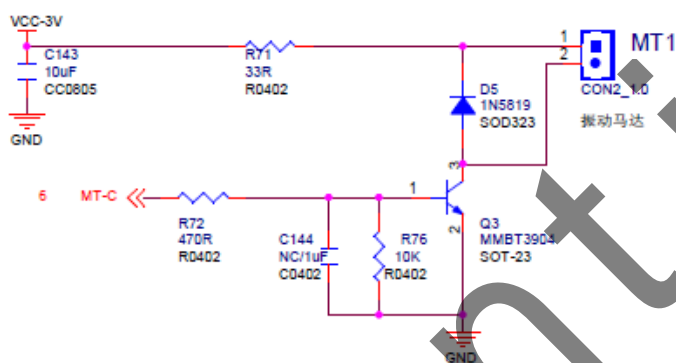 VCC-3V
C143
10uF
CC0805
GND
R71
33R
R0402
D5
1N5819
SOD323
1
2
MT1
CON2_1.0
振动马达
6
MT-C
R72
470R
R0402
C144
NC/1uF
C0402
R76
10K
R0402
1
3
2
Q3
MMBT3904
SOT-23
GND